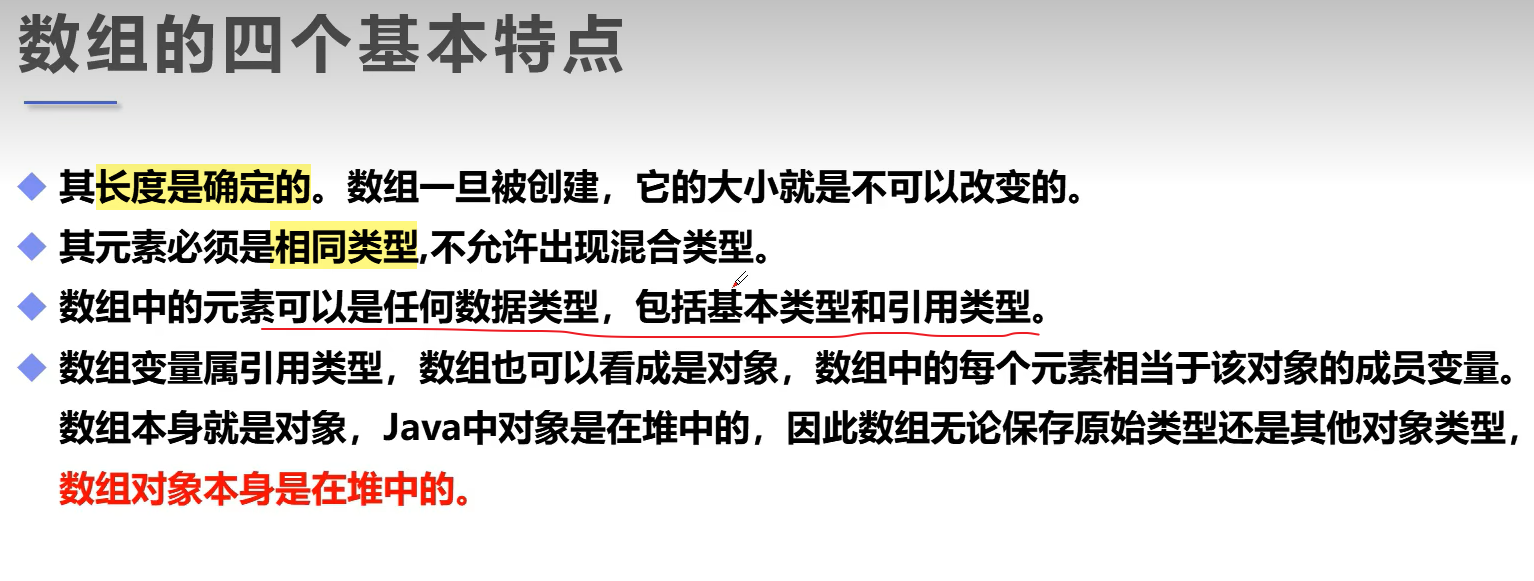 数组的四个基本特点
其长度是确定的。数组一旦被创建，它的大小就是不可以改变的。
其元素必须是相同类型,不允许出现混合类型。
数组中的元素可以是任何数据类型，包括基本类型和引用类型。
数组变量属引用类型，数组也可以看成是对象，数组中的每个元素相当于该对象的成员变量。
数组本身就是对象，Java中对象是在堆中的，因此数组无论保存原始类型还是其他对象类型，
数组对象本身是在堆中的。